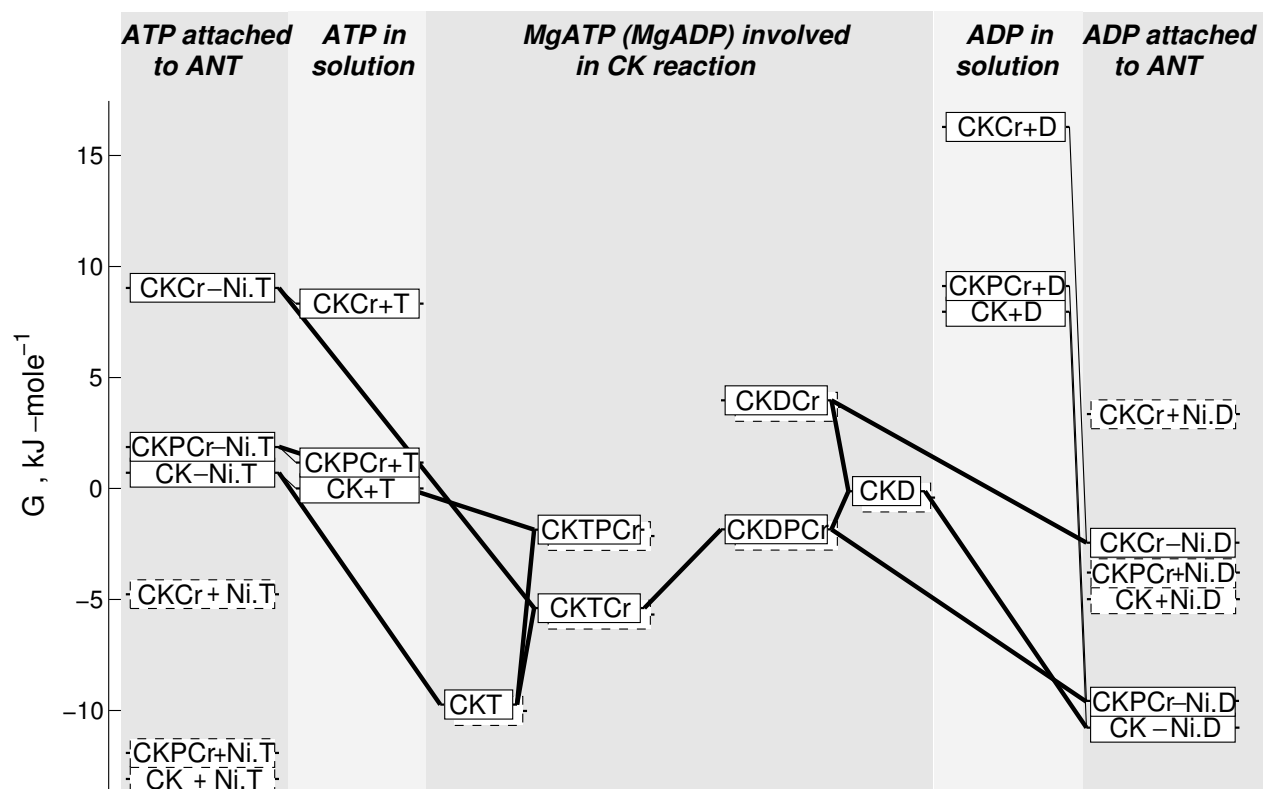 ATP attached
to ANT
ATP in
solution
MgATP (MgADP) involved
in CK reaction
ADP in
solution
ADP attached
to ANT
G , kJ–mole−1
15
10
5
0
−5
−10
CKCr−Ni.T
CKPCr−Ni.T
CK−Ni.T
CKCr + Ni.T
CKPCr+Ni.T
CK + Ni.T
CKCr+T
CKPCr+T
CK+T
CKT
CKTPCr
CKTCr
CKDCr
CKDPCr
CKD
CKCr+D
CKPCr+D
CK+D
CKCr+Ni.D
CKCr−Ni.D
CKPCr+Ni.D
CK+Ni.D
CKPCr−Ni.D
CK−Ni.D